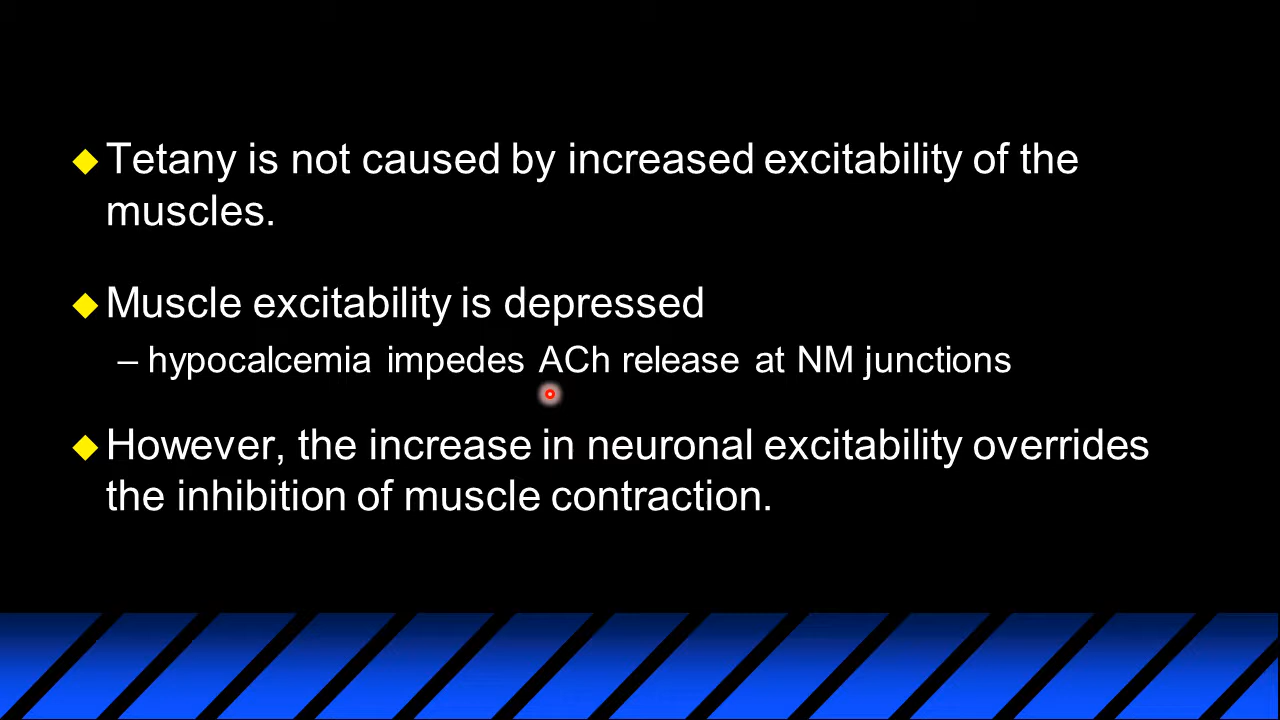 Tetany is not caused by increased excitability of the
muscles.
Muscle excitability is depressed
– hypocalcemia impedes ACh release at NM junctions
However, the increase in neuronal excitability overrides
the inhibition of muscle contraction.